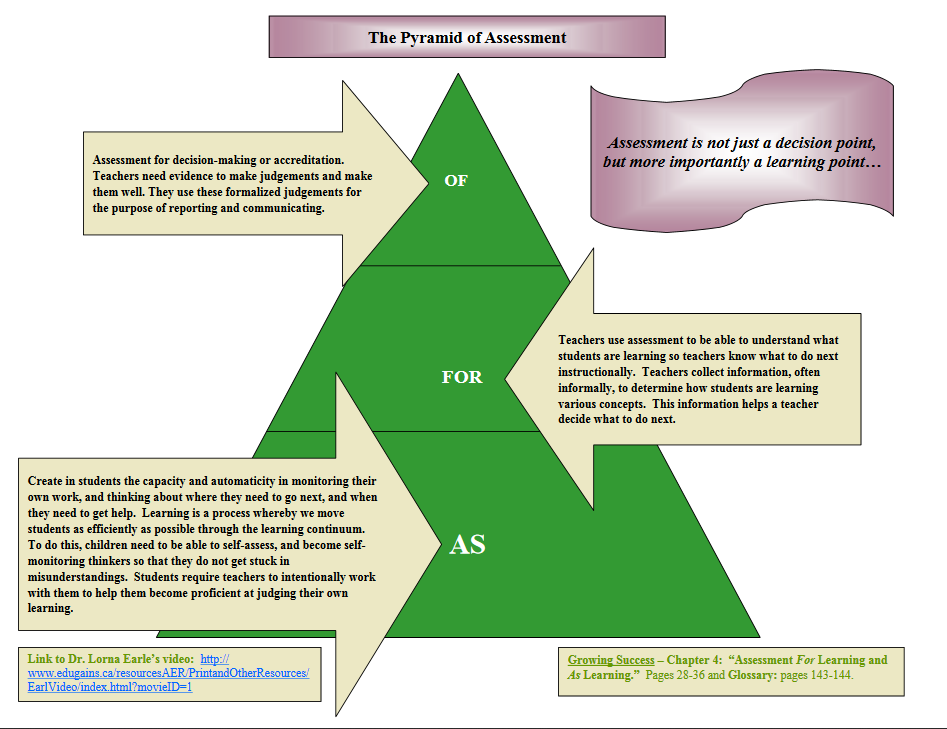 The Pyramid of Assessment
Assessment is not just a decision point,
but more importantly a learning point…
Assessment for decision-making or accreditation.
Teachers need evidence to make judgements and make
them well. They use these formalized judgements for
the purpose of reporting and communicating.
OF
Teachers use assessment to be able to understand what
students are learning so teachers know what to do next
instructionally.  Teachers collect information, often
informally, to determine how students are learning
various concepts.  This information helps a teacher
decide what to do next.
FOR
Create in students the capacity and automaticity in monitoring their
own work, and thinking about where they need to go next, and when
they need to get help.  Learning is a process whereby we move
students as efficiently as possible through the learning continuum.
To do this, children need to be able to self-assess, and become self-
monitoring thinkers so that they do not get stuck in
misunderstandings.  Students require teachers to intentionally work
with them to help them become proficient at judging their own
learning.
AS
Link to Dr. Lorna Earle’s video:  http://
www.edugains.ca/resourcesAER/PrintandOtherResources/
EarlVideo/index.html?movieID=1
Growing Success – Chapter 4:  “Assessment For Learning and
As Learning.”  Pages 28-36 and Glossary: pages 143-144.